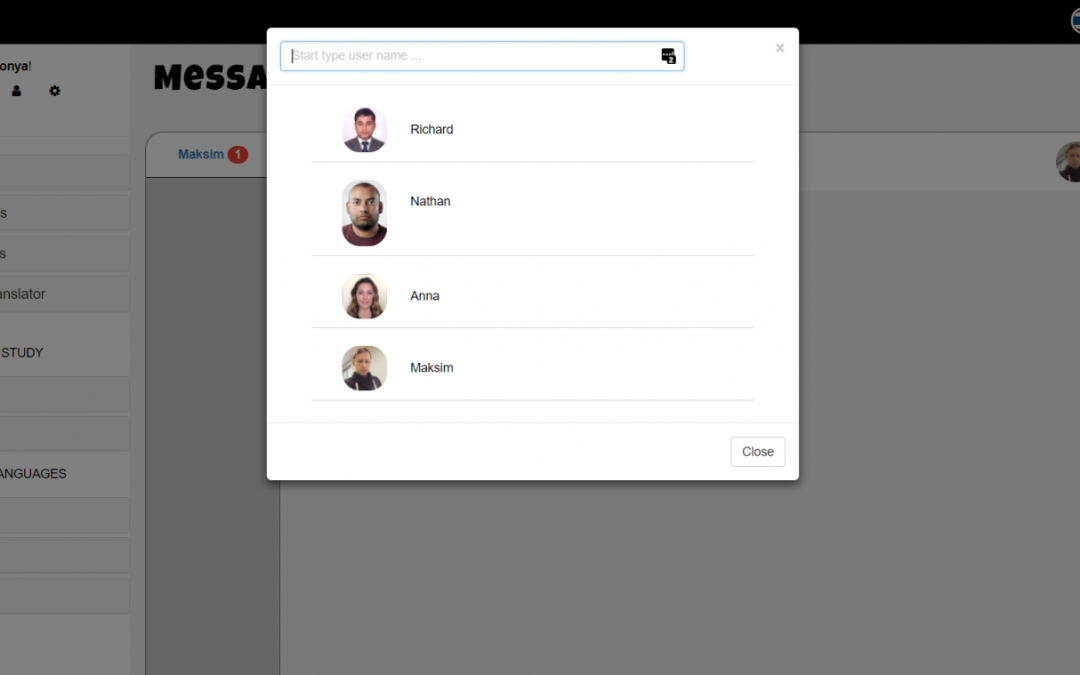 onya!
Messa
Maksim 1
s
s
anslator
STUDY
ANGUAGES
Start type user name ...
×
Richard
Nathan
Anna
Maksim
Close